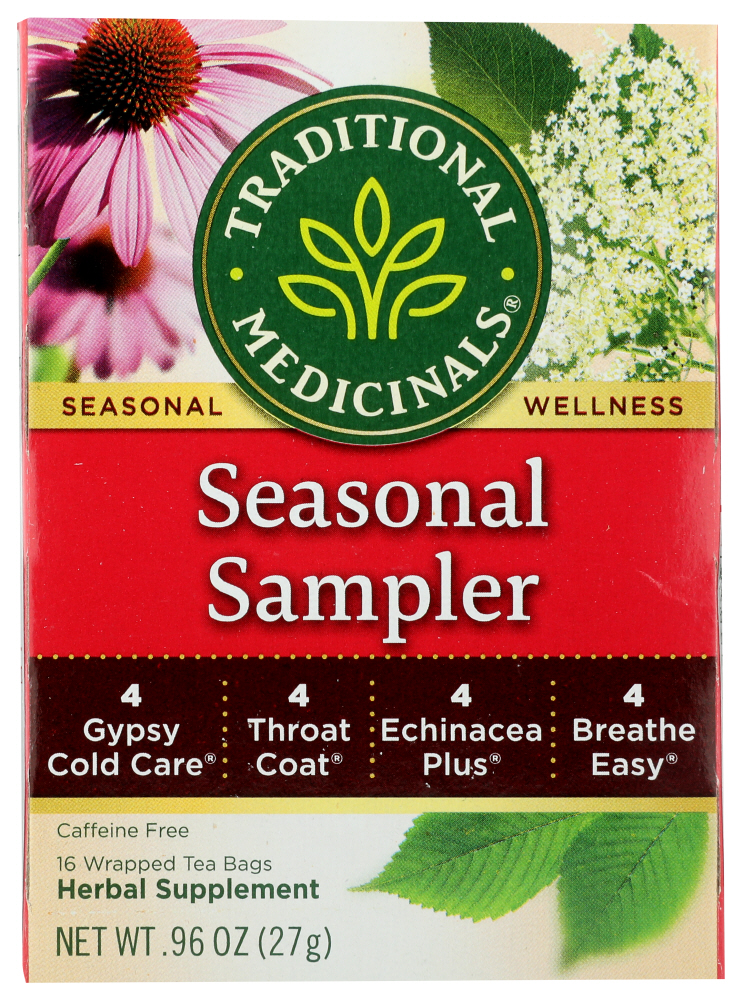 TRADITIONAL
MEDICINALS®
SEASONAL WELLNESS
Seasonal
Sampler
4 4 4 4
Gypsy Throat Echinacea Breathe
Cold Care® Coat® Plus® Easy®
Caffeine Free
16 Wrapped Tea Bags
Herbal Supplement
NET WT .96 OZ (27g)